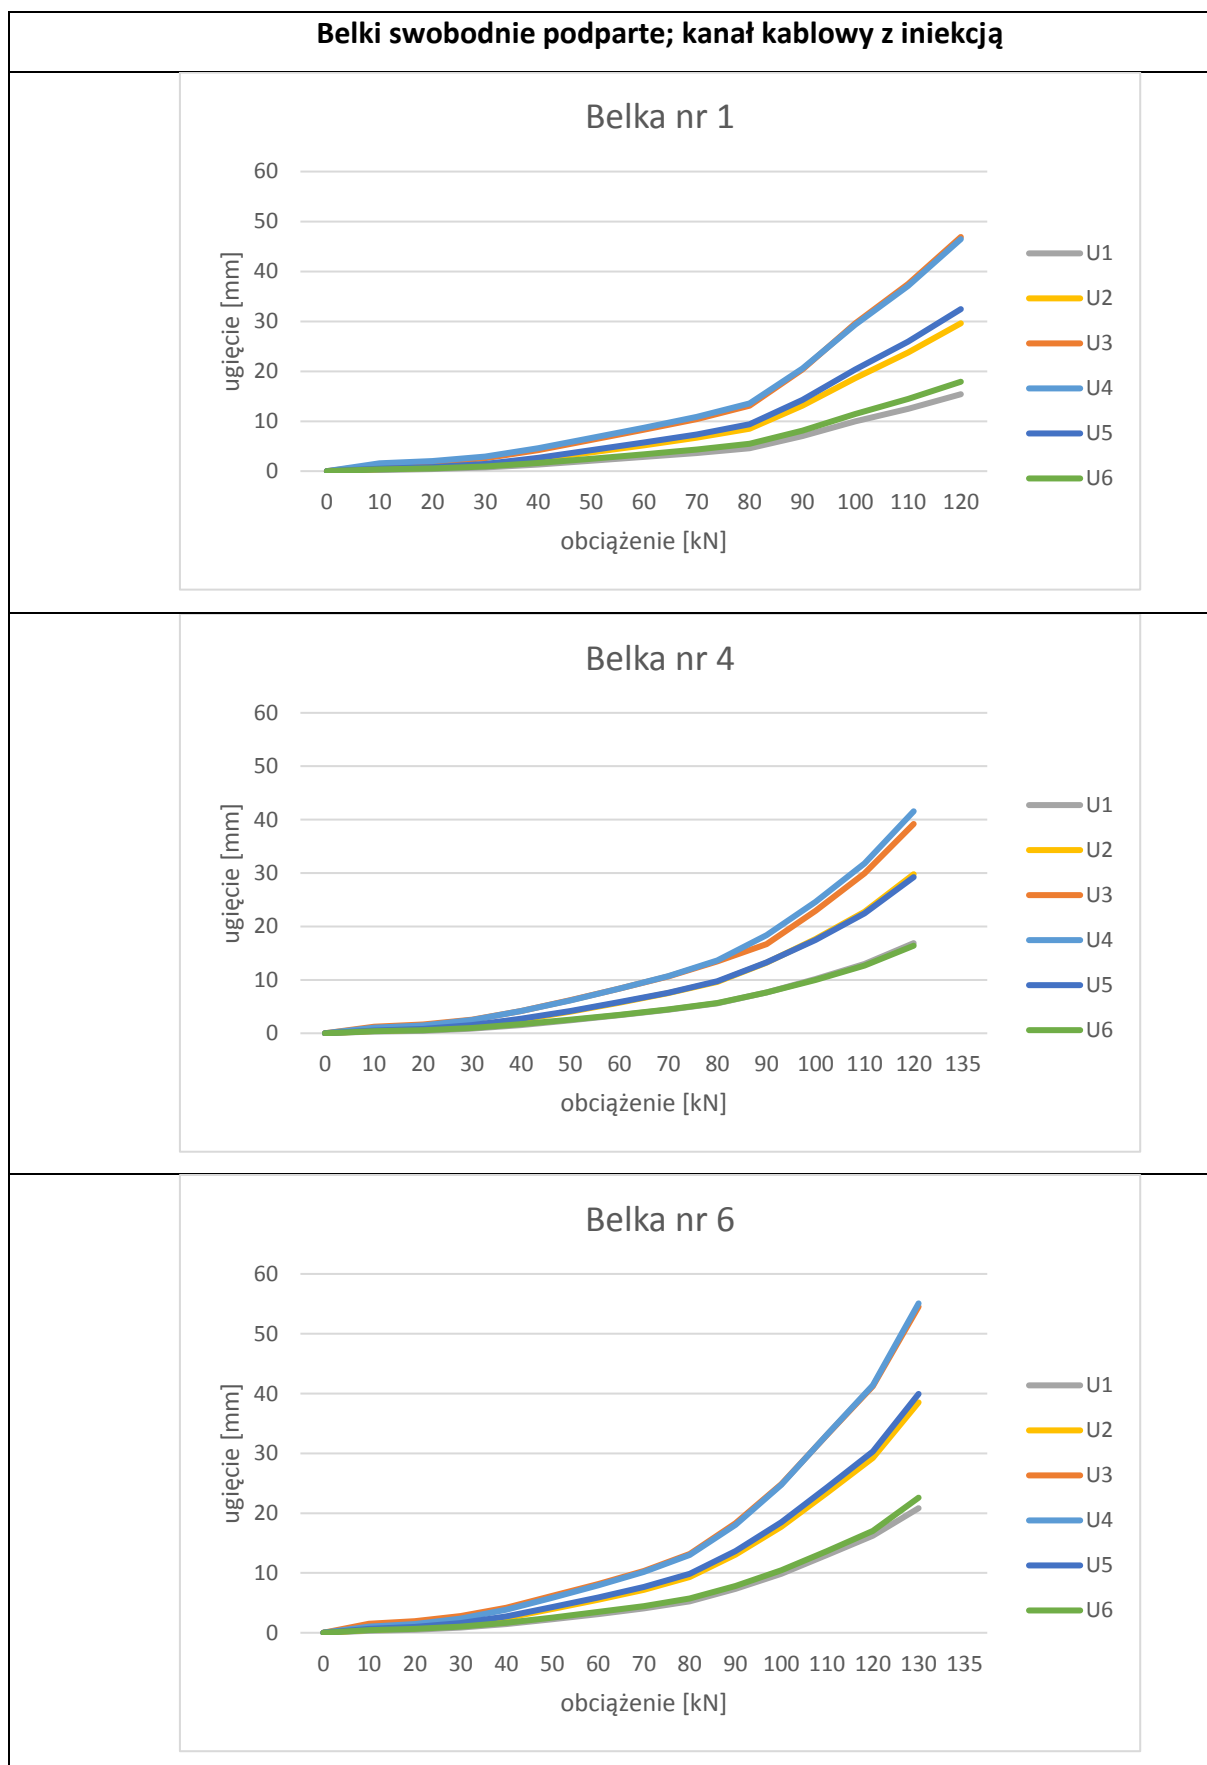 Belki swobodnie podparte; kanał kablowy z iniekcją
Belka nr 1
60
50
40
30
20
10
0
ugięcie [mm]
0 10 20 30 40 50 60 70 80 90 100 110 120
obciążenie [kN]
U1
U2
U3
U4
U5
U6
Belka nr 4
60
50
40
30
20
10
0
ugięcie [mm]
0 10 20 30 40 50 60 70 80 90 100 110 120 135
obciążenie [kN]
U1
U2
U3
U4
U5
U6
Belka nr 6
60
50
40
30
20
10
0
ugięcie [mm]
0 10 20 30 40 50 60 70 80 90 100 110 120 130 135
obciążenie [kN]
U1
U2
U3
U4
U5
U6